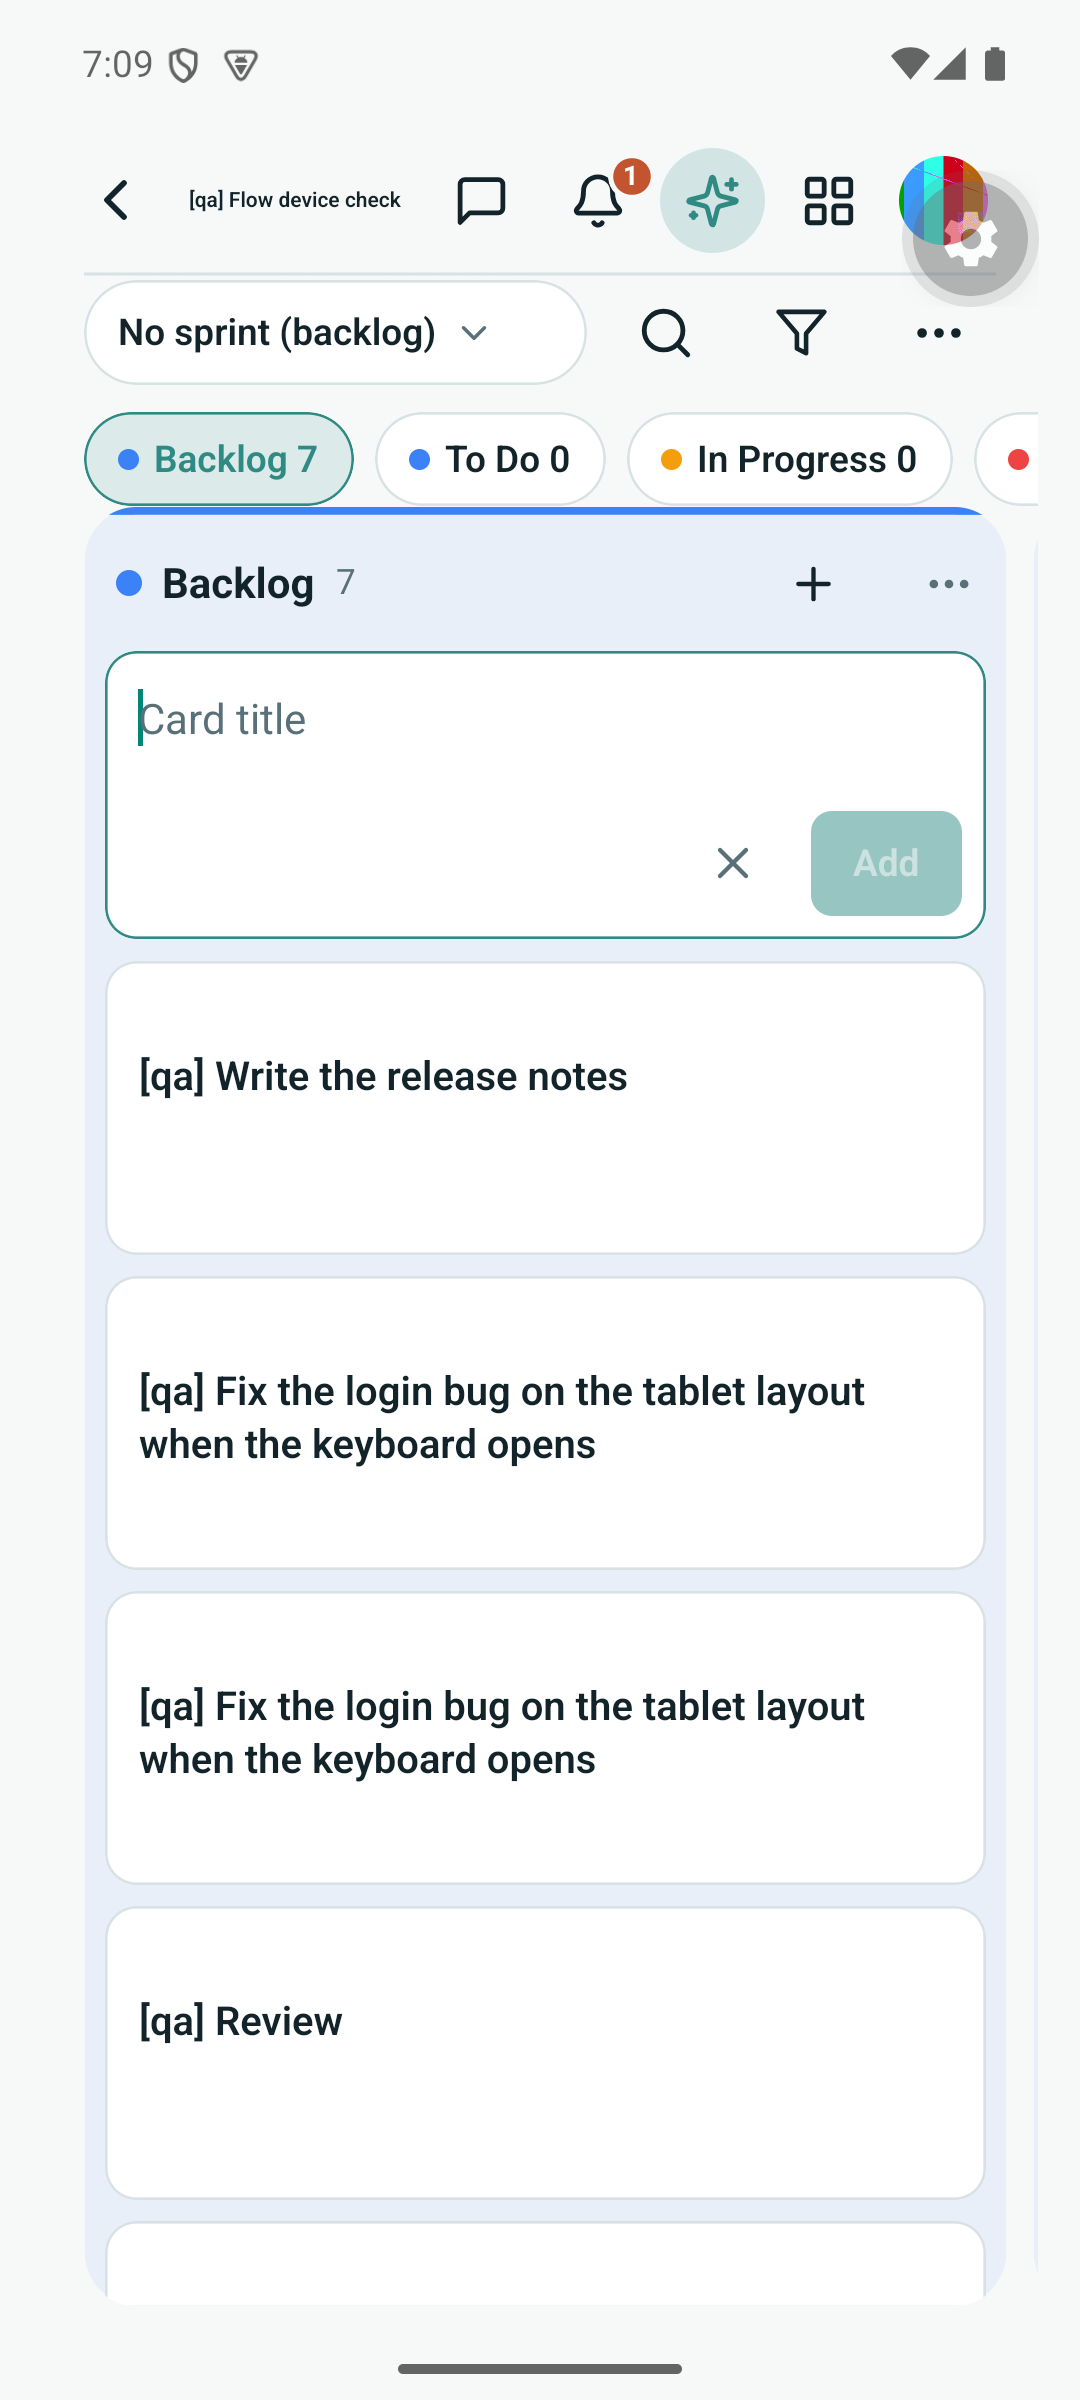 7:09
[qa] Flow device check
1
No sprint (backlog)
Backlog 7
To Do 0
In Progress 0
Backlog 7
Card title
Add
[qa] Write the release notes
[qa] Fix the login bug on the tablet layout
when the keyboard opens
[qa] Fix the login bug on the tablet layout
when the keyboard opens
[qa] Review